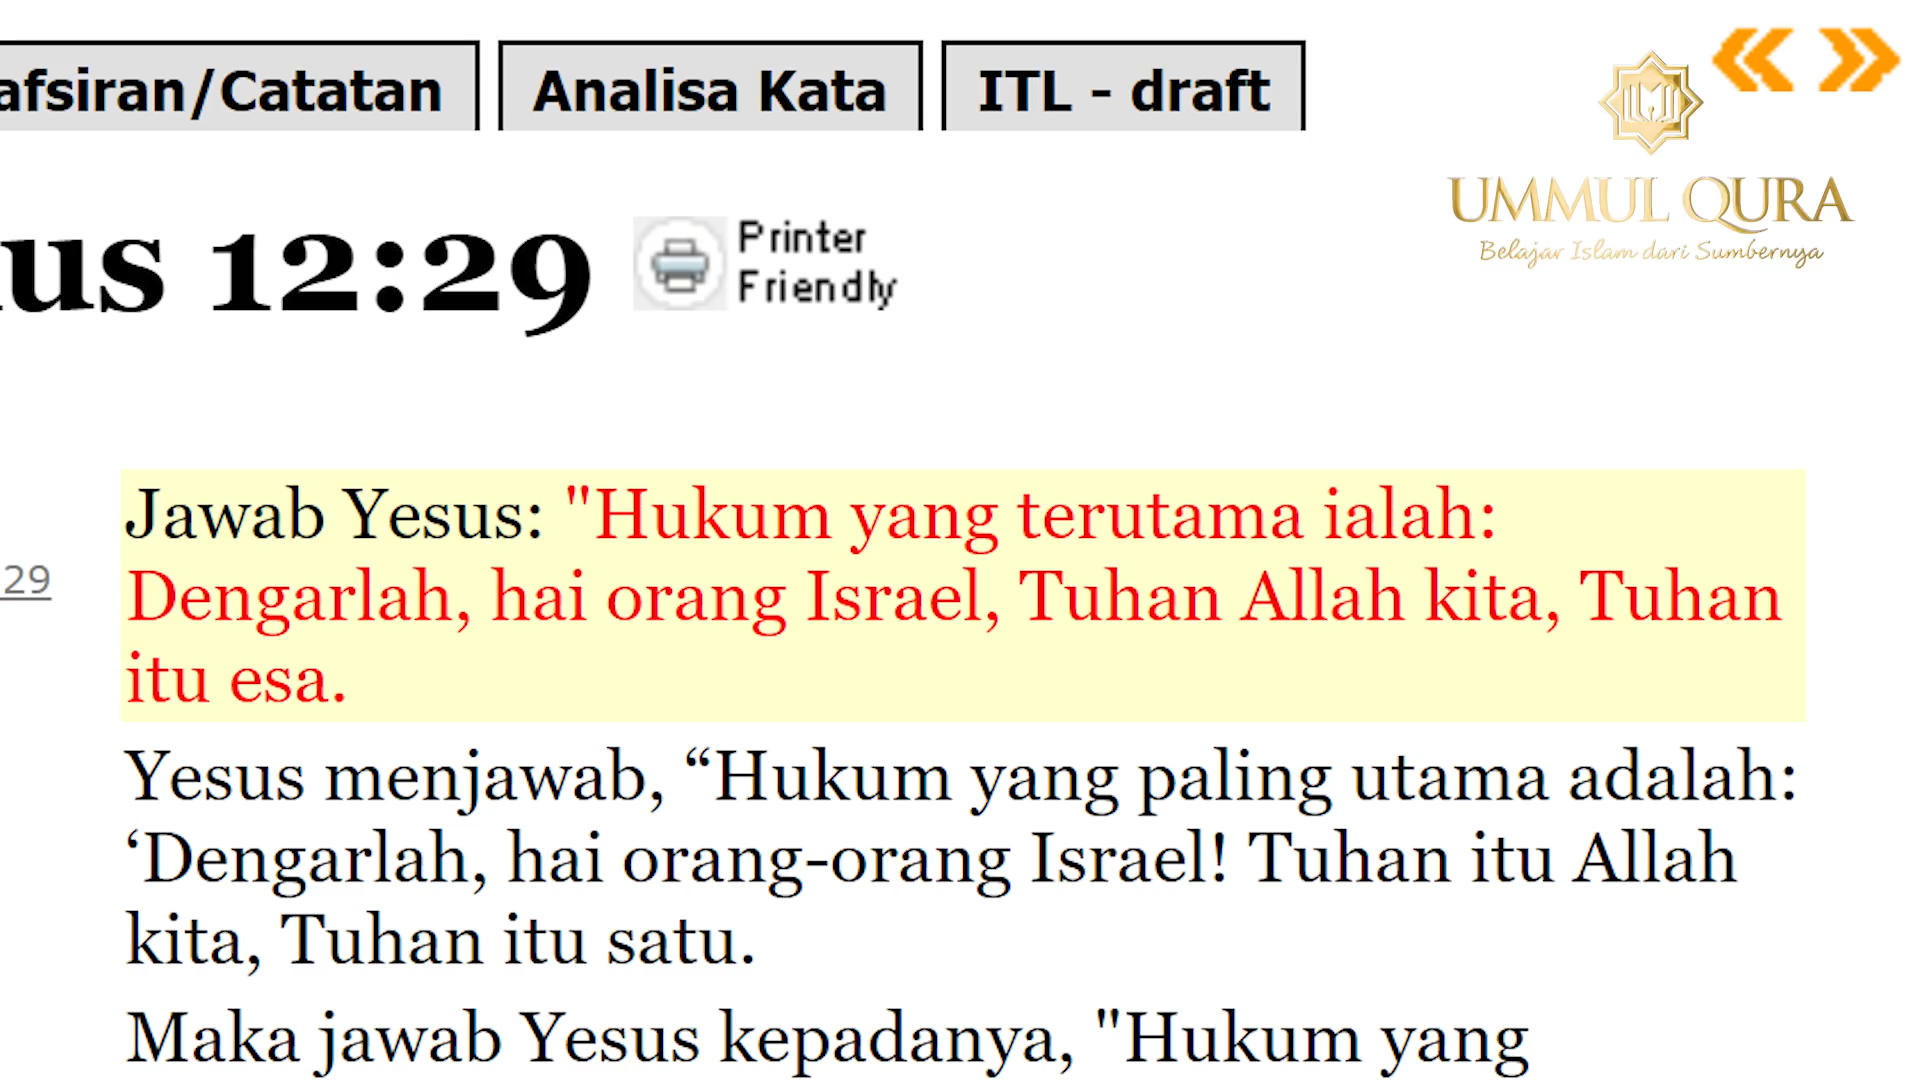 afsiran/Catatan Analisa Kata ITL - draft
UMMUL QURA
Belajar Islam dari Sumbernya
us 12:29 Printer
Friendly
Jawab Yesus: "Hukum yang terutama ialah:
29 Dengarlah, hai orang Israel, Tuhan Allah kita, Tuhan
itu esa.
Yesus menjawab, “Hukum yang paling utama adalah:
‘Dengarlah, hai orang-orang Israel! Tuhan itu Allah
kita, Tuhan itu satu.
Maka jawab Yesus kepadanya, "Hukum yang